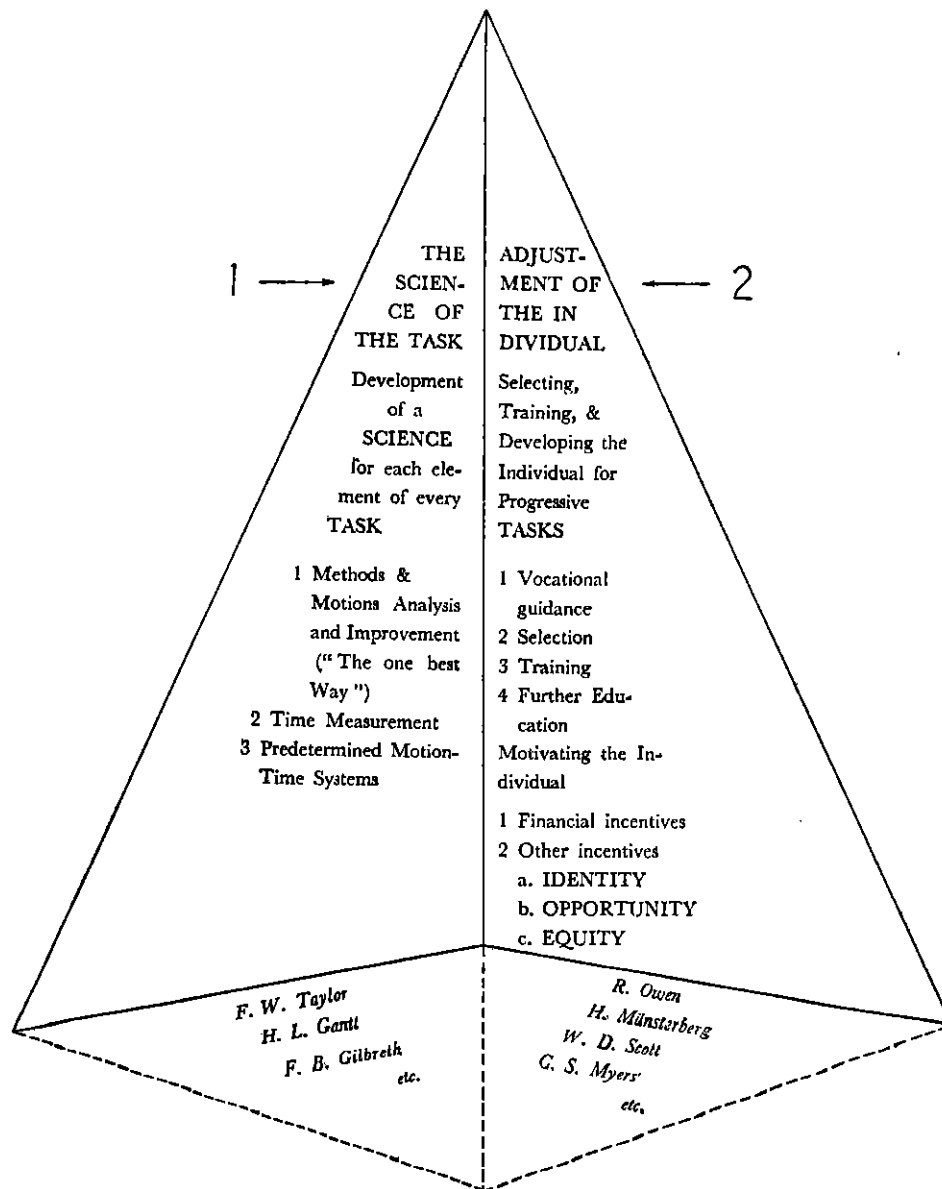 1
THE
SCIEN-
CE OF
THE TASK
Development
of a
SCIENCE
for each ele-
ment of every
TASK
1 Methods &
Motions Analysis
and Improvement
(“ The one best
Way ”)
2 Time Measurement
3 Predetermined Motion-
Time Systems
F. W. Taylor
H. L. Gantt
F. B. Gilbreth
etc.
2
ADJUST-
MENT OF
THE IN
DIVIDUAL
Selecting,
Training, &
Developing the
Individual for
Progressive
TASKS
1 Vocational
guidance
2 Selection
3 Training
4 Further Edu-
cation
Motivating the In-
dividual
1 Financial incentives
2 Other incentives
a. IDENTITY
b. OPPORTUNITY
c. EQUITY
R. Owen
H. Münsterberg
W. D. Scott
C. S. Myers
etc.